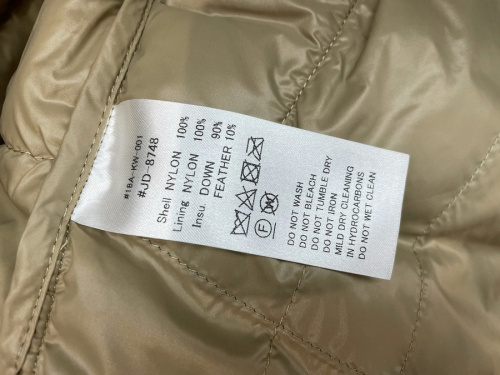 #1BA-KW-001
#JD-8748
Shell NYLON 100%
Lining NYLON 100%
Insu. DOWN 90%
FEATHER 10%
F
DO NOT WASH
DO NOT BLEACH
DO NOT TUMBLE DRY
DO NOT IRON
MILD DRY CLEANING
IN HYDROCARBONS
DO NOT WET CLEAN